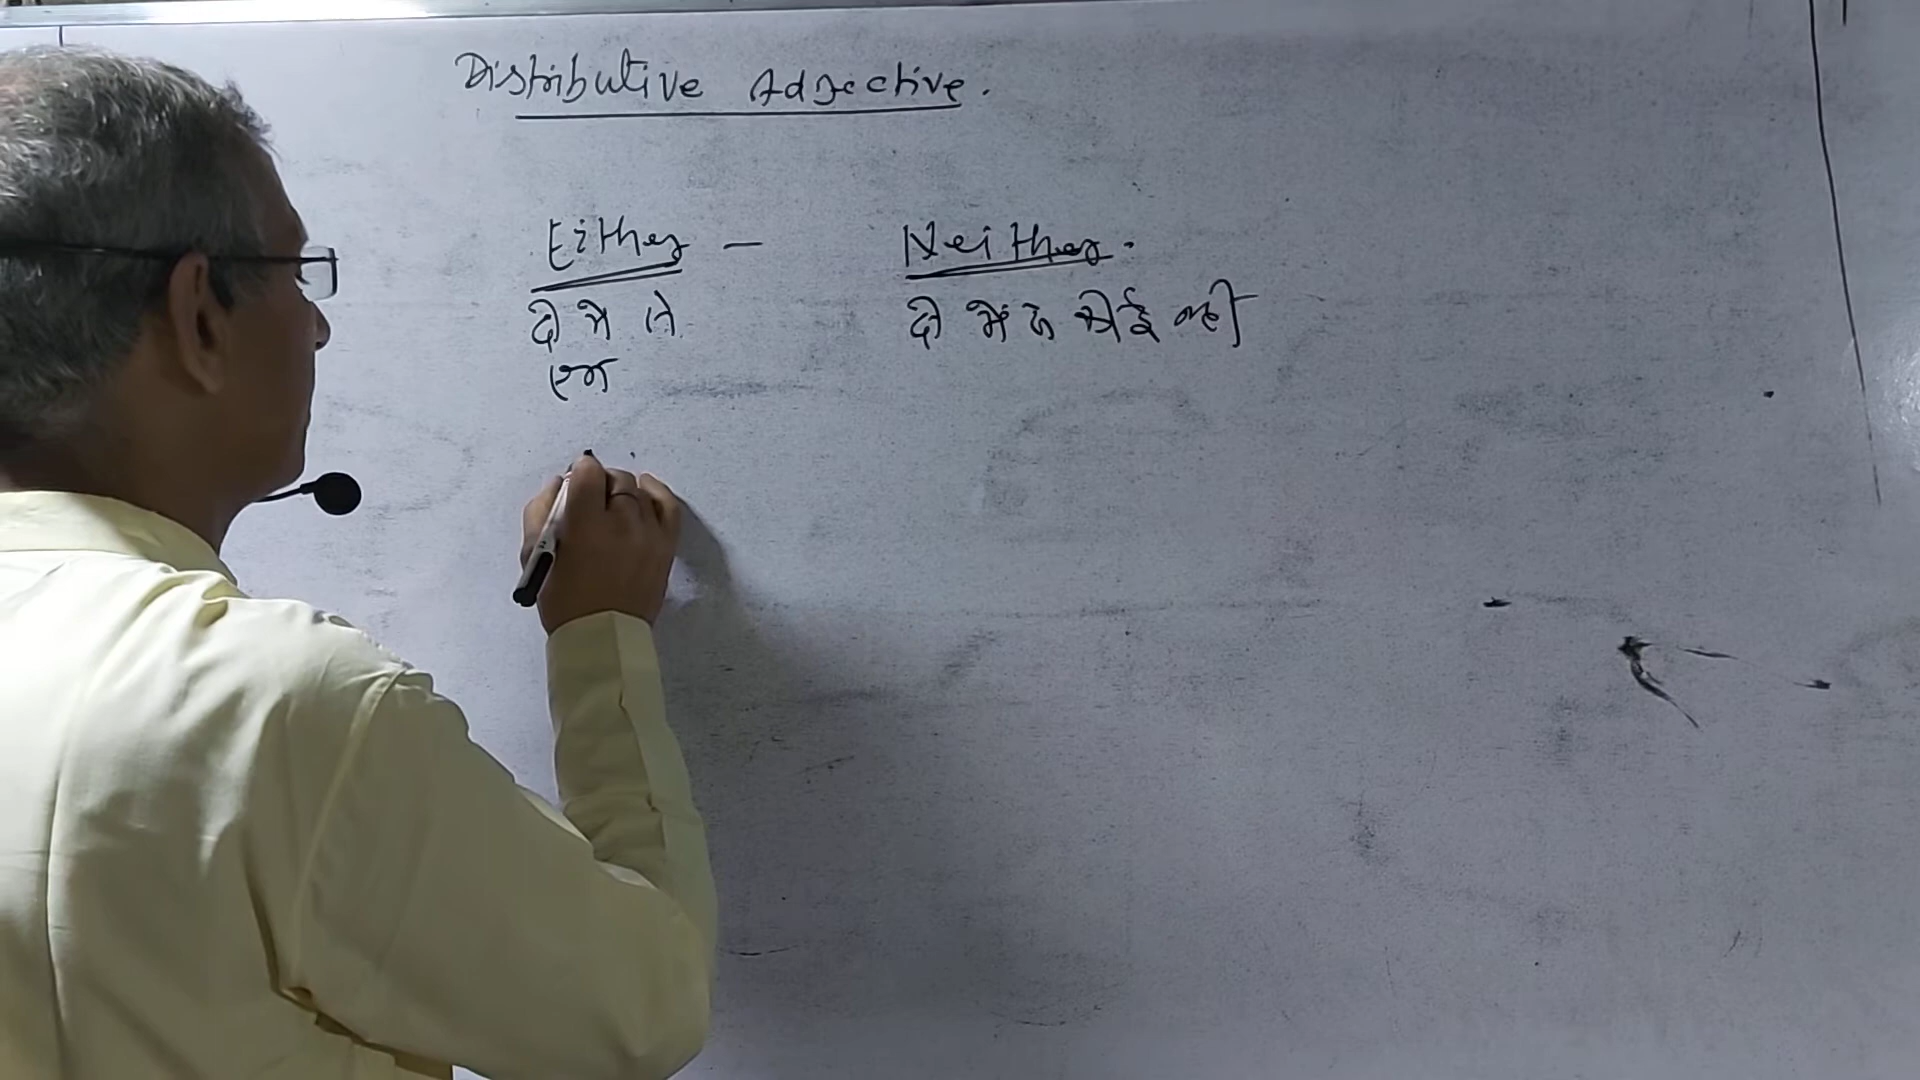 Distributive Adjective.
Either - Neither.
दो मे से दो में से कोई नही
एक